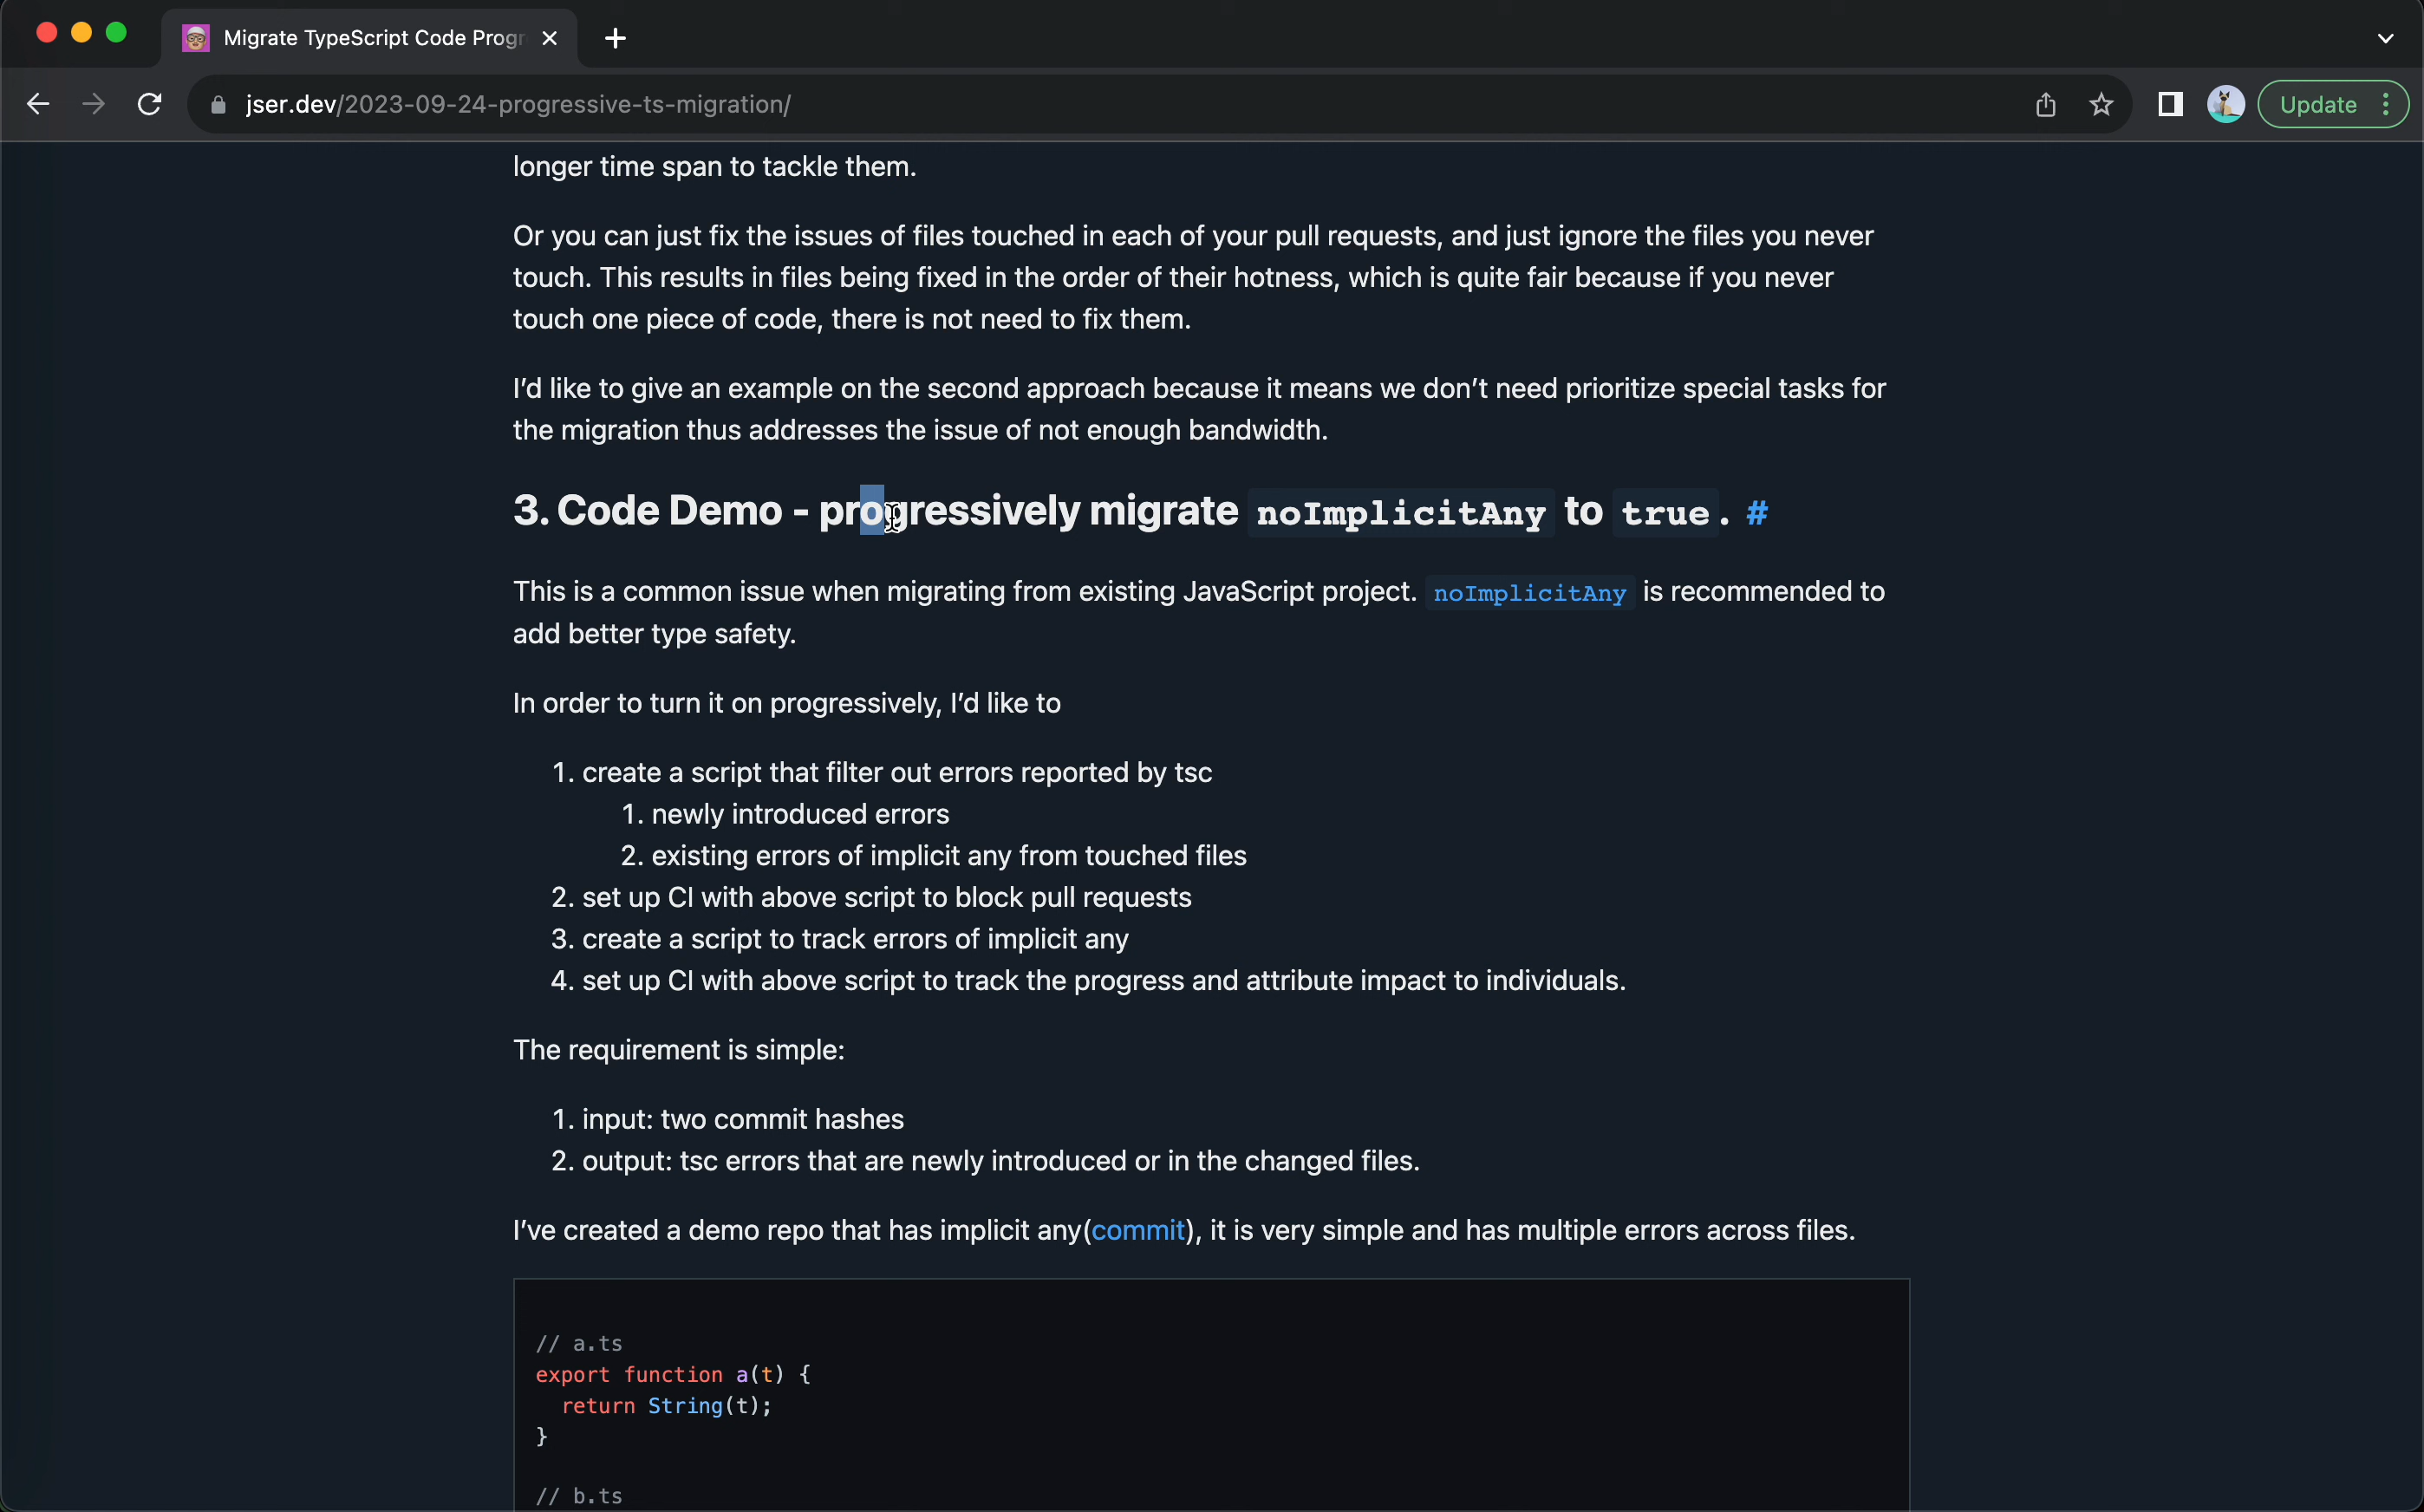 Migrate TypeScript Code Progr
jser.dev/2023-09-24-progressive-ts-migration/
Update
longer time span to tackle them.
Or you can just fix the issues of files touched in each of your pull requests, and just ignore the files you never
touch. This results in files being fixed in the order of their hotness, which is quite fair because if you never
touch one piece of code, there is not need to fix them.
I’d like to give an example on the second approach because it means we don’t need prioritize special tasks for
the migration thus addresses the issue of not enough bandwidth.
3. Code Demo - progressively migrate noImplicitAny to true. #
This is a common issue when migrating from existing JavaScript project. noImplicitAny is recommended to
add better type safety.
In order to turn it on progressively, I’d like to
1. create a script that filter out errors reported by tsc
1. newly introduced errors
2. existing errors of implicit any from touched files
2. set up CI with above script to block pull requests
3. create a script to track errors of implicit any
4. set up CI with above script to track the progress and attribute impact to individuals.
The requirement is simple:
1. input: two commit hashes
2. output: tsc errors that are newly introduced or in the changed files.
I’ve created a demo repo that has implicit any(commit), it is very simple and has multiple errors across files.
// a.ts
export function a(t) {
return String(t);
}
// b.ts